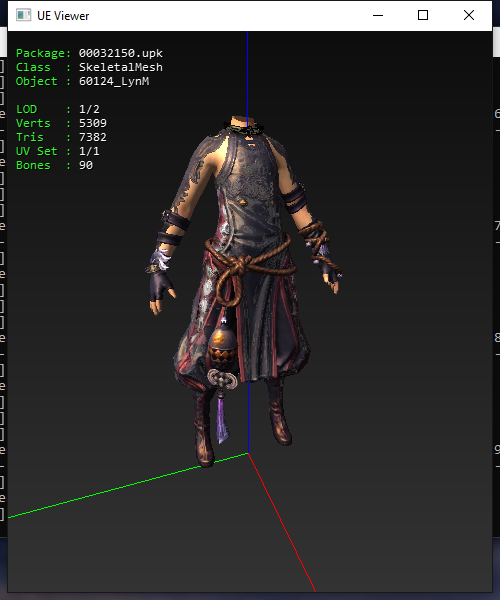 UE Viewer
Package: 00032150.upk
Class : SkeletalMesh
Object : 60124_LynM
LOD : 1/2
Verts : 5309
Tris : 7382
UV Set : 1/1
Bones : 90